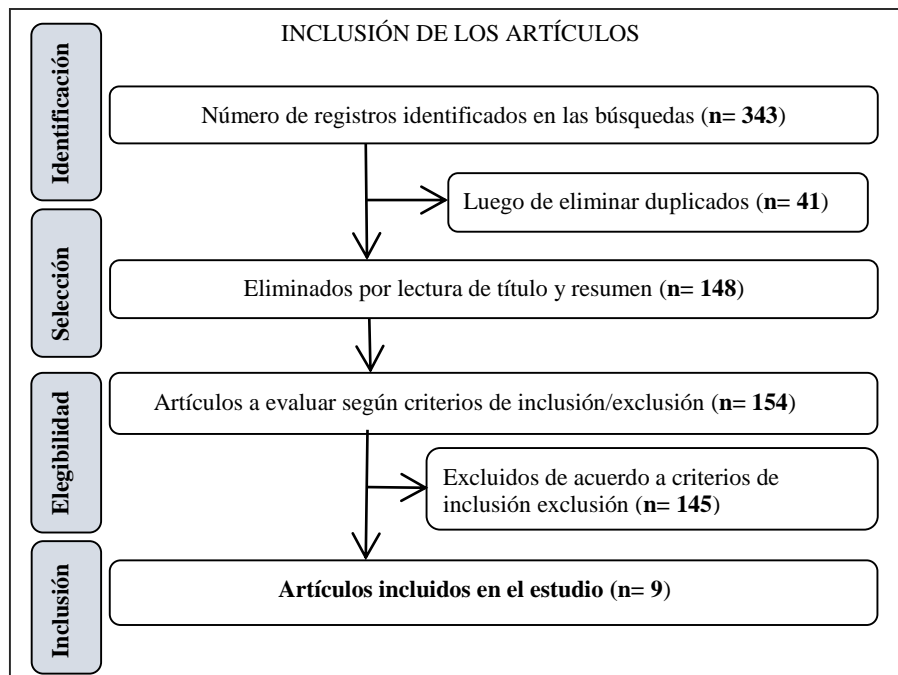 INCLUSIÓN DE LOS ARTÍCULOS
Identificación
Número de registros identificados en las búsquedas (n= 343)
Luego de eliminar duplicados (n= 41)
Selección
Eliminados por lectura de título y resumen (n= 148)
Elegibilidad
Artículos a evaluar según criterios de inclusión/exclusión (n= 154)
Excluidos de acuerdo a criterios de
inclusión exclusión (n= 145)
Inclusión
Artículos incluidos en el estudio (n= 9)